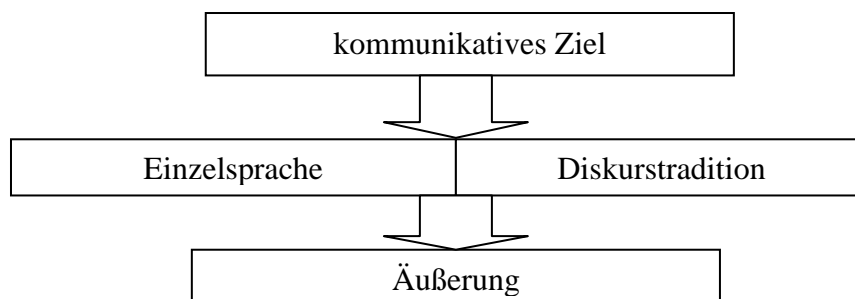 kommunikatives Ziel
Einzelsprache Diskurstradition
Äußerung